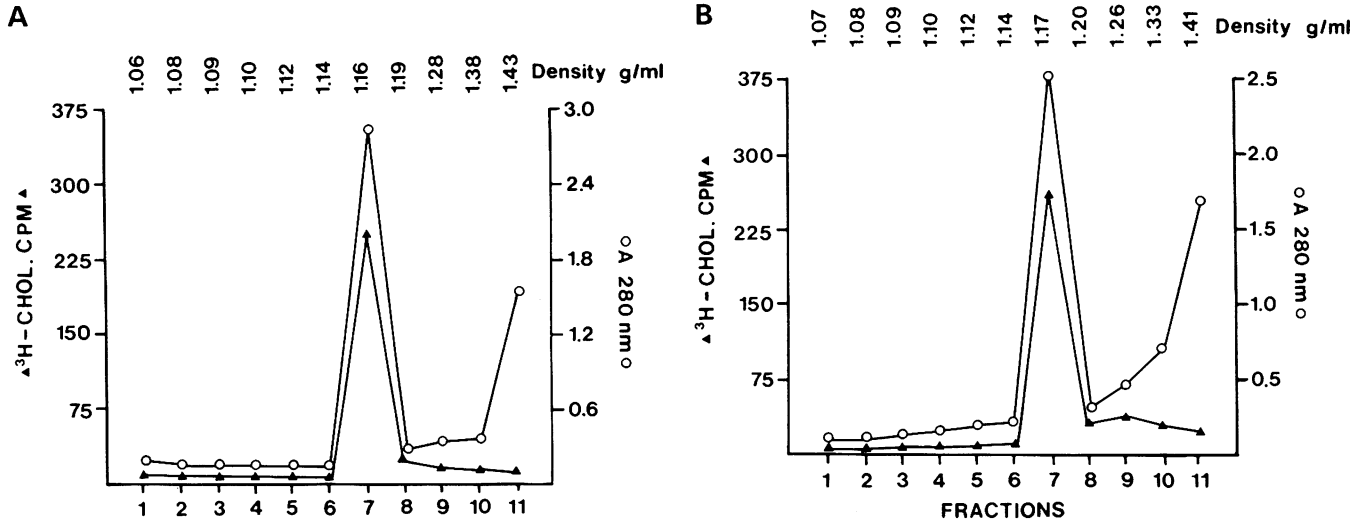 A
1.06 1.08 1.09 1.10 1.12 1.14 1.16 1.19 1.28 1.38 1.43 Density g/ml
375
300
225
150
75
▲³H-CHOL. CPM▲
3.0
2.4
1.8
1.2
0.6
○A 280 nm○
1 2 3 4 5 6 7 8 9 10 11
B
1.07 1.08 1.09 1.10 1.12 1.14 1.17 1.20 1.26 1.33 1.41 Density g/ml
375
300
225
150
75
▲³H-CHOL. CPM▲
2.5
2.0
1.5
1.0
0.5
○A 280 nm○
1 2 3 4 5 6 7 8 9 10 11
FRACTIONS